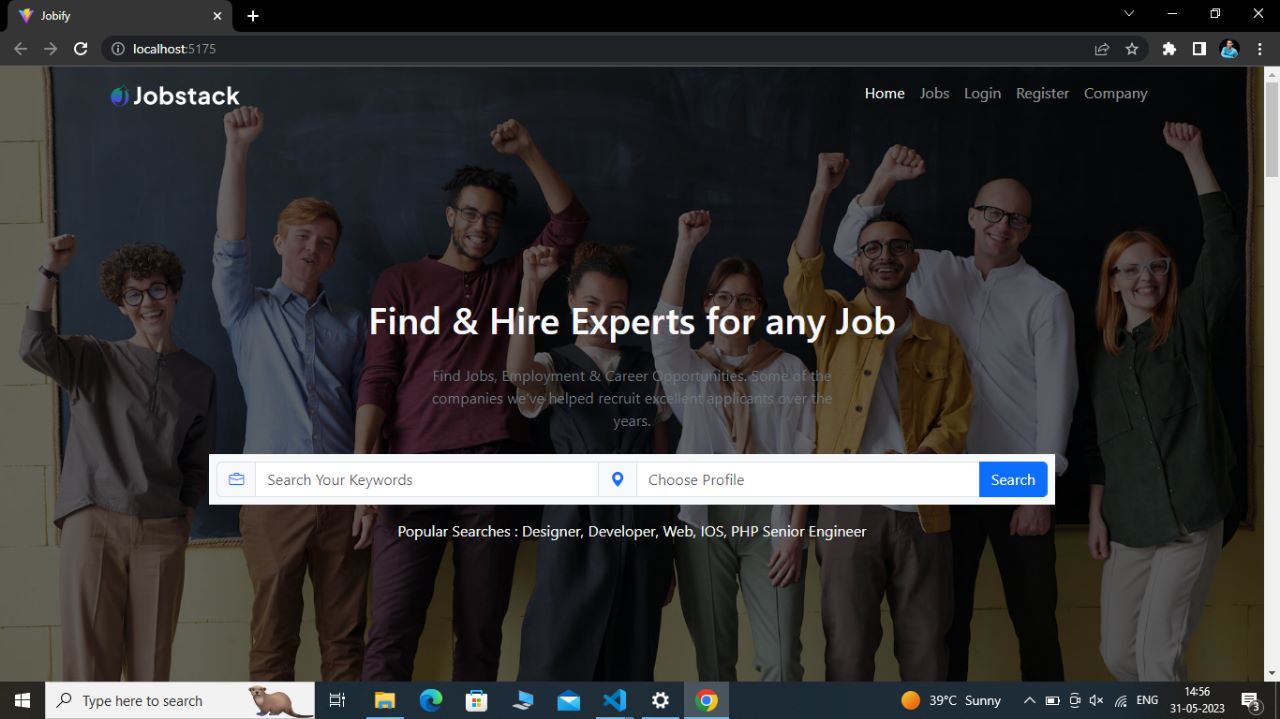 Jobify
localhost:5175
Jobstack
Home Jobs Login Register Company
Find & Hire Experts for any Job
Find Jobs, Employment & Career Opportunities. Some of the
companies we've helped recruit excellent applicants over the
years.
Search Your Keywords Choose Profile Search
Popular Searches : Designer, Developer, Web, IOS, PHP Senior Engineer
Type here to search 39°C Sunny ENG 14:56
31-05-2023 3